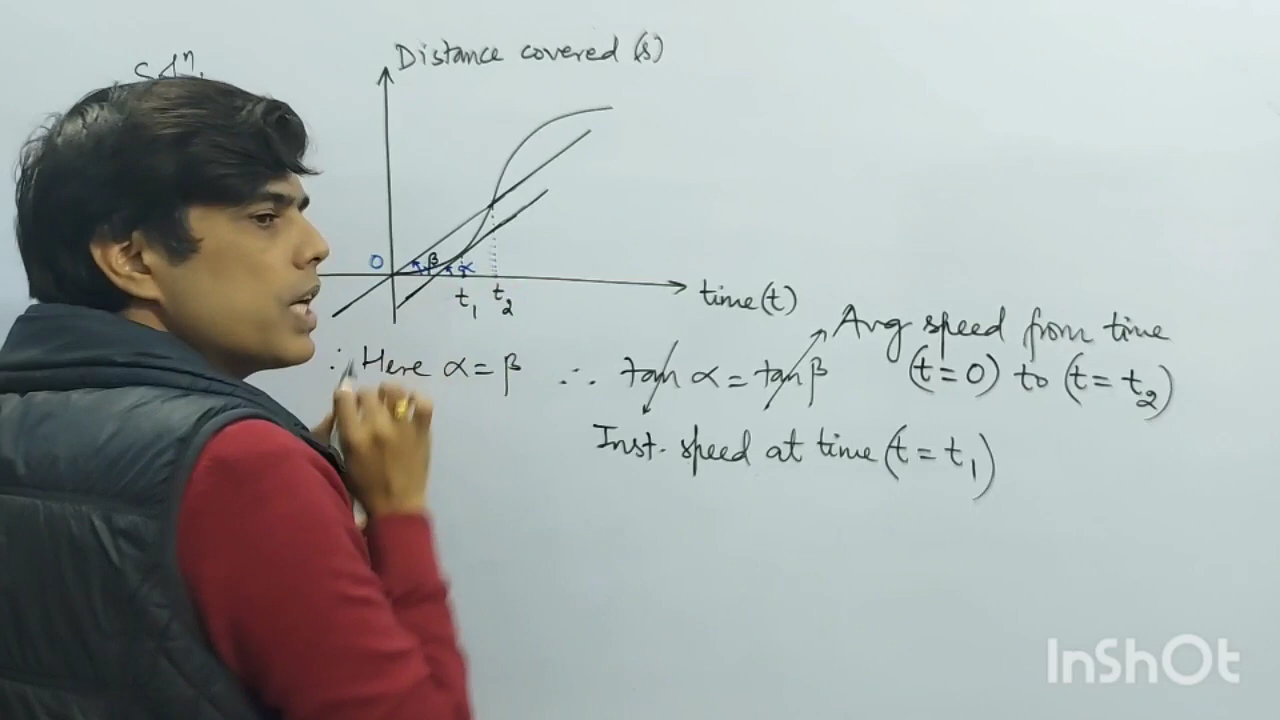 Solⁿ.
Distance covered (s)
O
β
α
t₁ t₂
time(t)
∵ Here α = β ∴ tan α = tan β
Avg speed from time
(t = 0) to (t = t₂)
Inst. speed at time (t = t₁)
InShOt